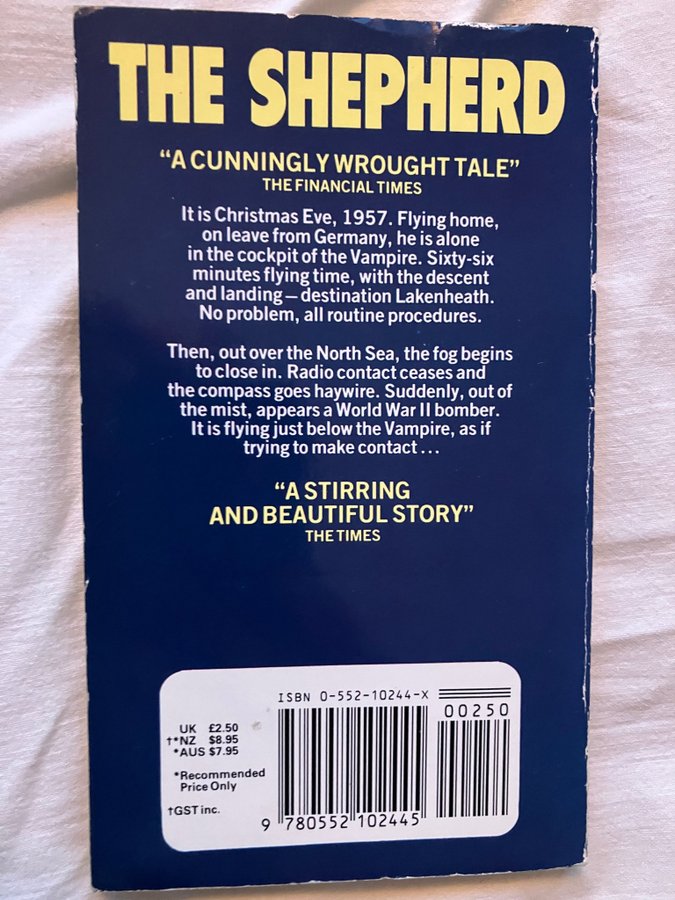 THE SHEPHERD
“A CUNNINGLY WROUGHT TALE”
THE FINANCIAL TIMES
It is Christmas Eve, 1957. Flying home,
on leave from Germany, he is alone
in the cockpit of the Vampire. Sixty-six
minutes flying time, with the descent
and landing – destination Lakenheath.
No problem, all routine procedures.
Then, out over the North Sea, the fog begins
to close in. Radio contact ceases and
the compass goes haywire. Suddenly, out of
the mist, appears a World War II bomber.
It is flying just below the Vampire, as if
trying to make contact...
“A STIRRING
AND BEAUTIFUL STORY”
THE TIMES
ISBN 0-552-10244-X
00250
UK £2.50
†*NZ $8.95
*AUS $7.95
*Recommended
Price Only
†GST inc.
9 780552 102445